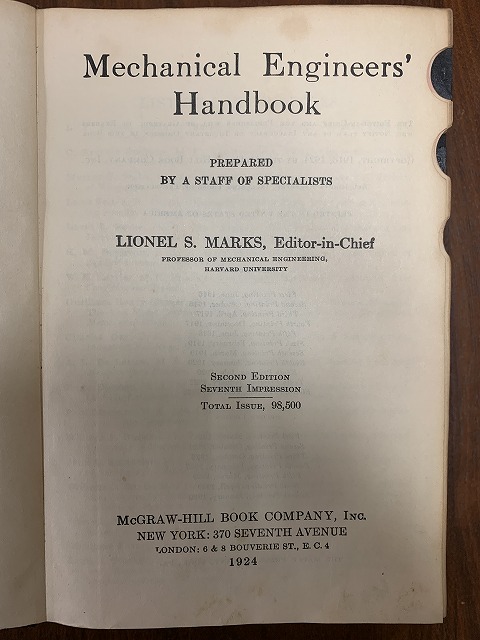 Mechanical Engineers'
Handbook
PREPARED
BY A STAFF OF SPECIALISTS
LIONEL S. MARKS, Editor-in-Chief
PROFESSOR OF MECHANICAL ENGINEERING,
HARVARD UNIVERSITY
SECOND EDITION
SEVENTH IMPRESSION
TOTAL ISSUE, 98,500
McGRAW-HILL BOOK COMPANY, INC.
NEW YORK: 370 SEVENTH AVENUE
LONDON: 6 & 8 BOUVERIE ST., E. C. 4
1924